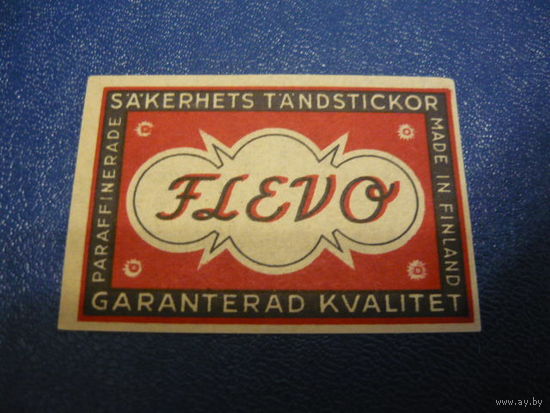 SÄKERHETS TÄNDSTICKOR
PARAFFINERADE
FLEVO
MADE IN FINLAND
GARANTERAD KVALITET
www.ay.by